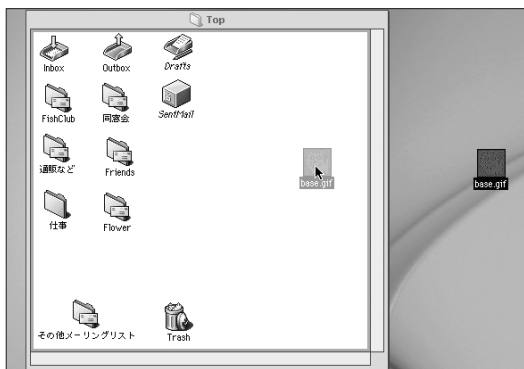 Top
Inbox
Outbox
Drafts
FishClub
同窓会
SentMail
通販など
Friends
base.gif
base.gif
仕事
Flower
その他メーリングリスト
Trash